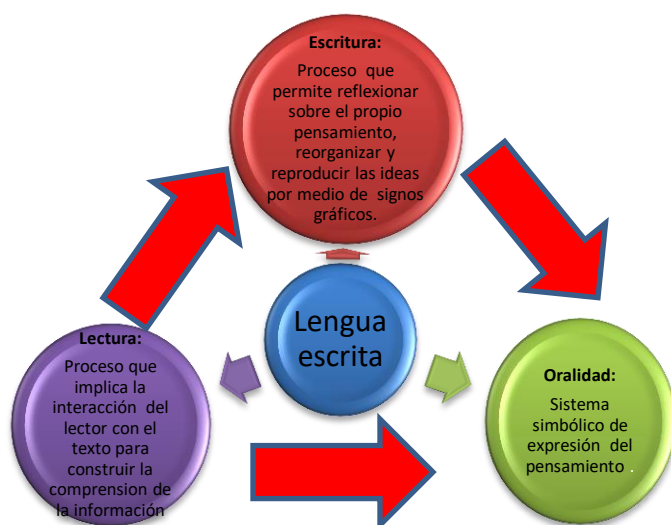 Escritura:
Proceso que
permite reflexionar
sobre el propio
pensamiento,
reorganizar y
reproducir las ideas
por medio de signos
gráficos.
Lengua
escrita
Lectura:
Proceso que
implica la
interacción del
lector con el
texto para
construir la
comprension de
la información
Oralidad:
Sistema
simbólico de
expresión del
pensamiento .